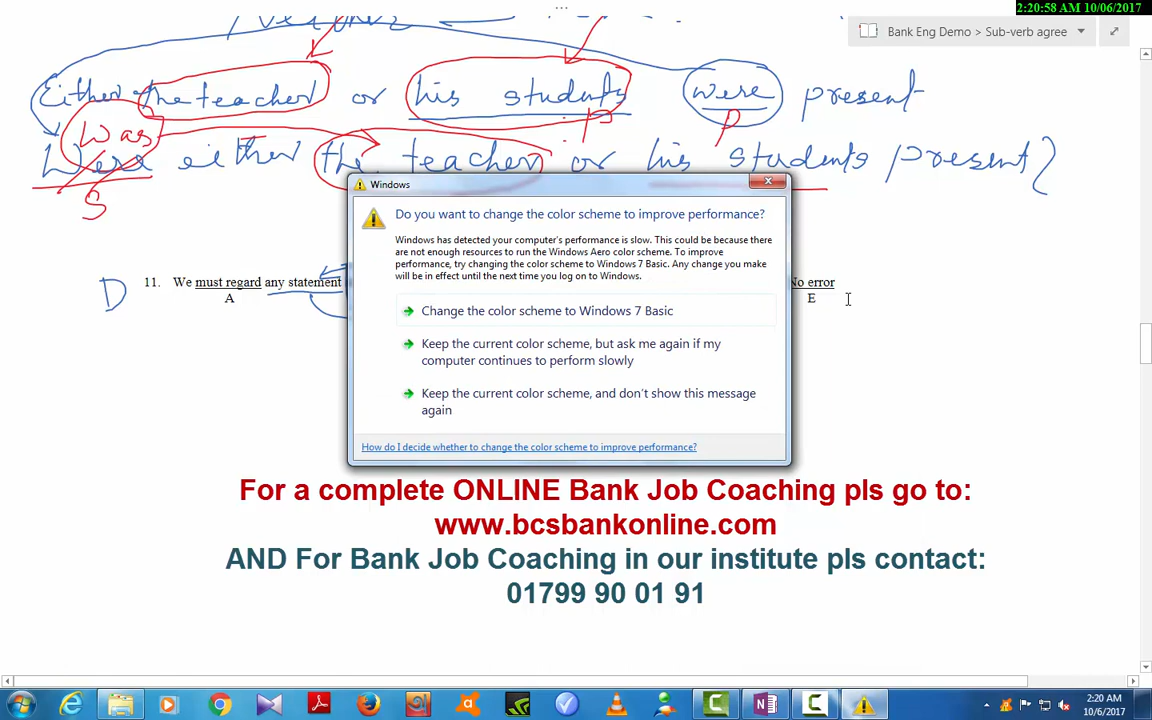 2:20:58 AM 10/06/2017
Bank Eng Demo > Sub-verb agree
Either the teacher or his students were present
was P P
Were either the teacher or his students present?
S
D 11. We must regard any statement No error
A E
Windows
Do you want to change the color scheme to improve performance?
Windows has detected your computer's performance is slow. This could be because there
are not enough resources to run the Windows Aero color scheme. To improve
performance, try changing the color scheme to Windows 7 Basic. Any change you make
will be in effect until the next time you log on to Windows.
Change the color scheme to Windows 7 Basic
Keep the current color scheme, but ask me again if my
computer continues to perform slowly
Keep the current color scheme, and don't show this message
again
How do I decide whether to change the color scheme to improve performance?
For a complete ONLINE Bank Job Coaching pls go to:
www.bcsbankonline.com
AND For Bank Job Coaching in our institute pls contact:
01799 90 01 91
2:20 AM
10/6/2017